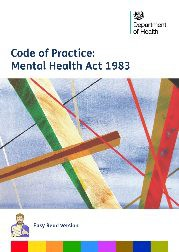 Department
of Health
Code of Practice:
Mental Health Act 1983
Easy Read version